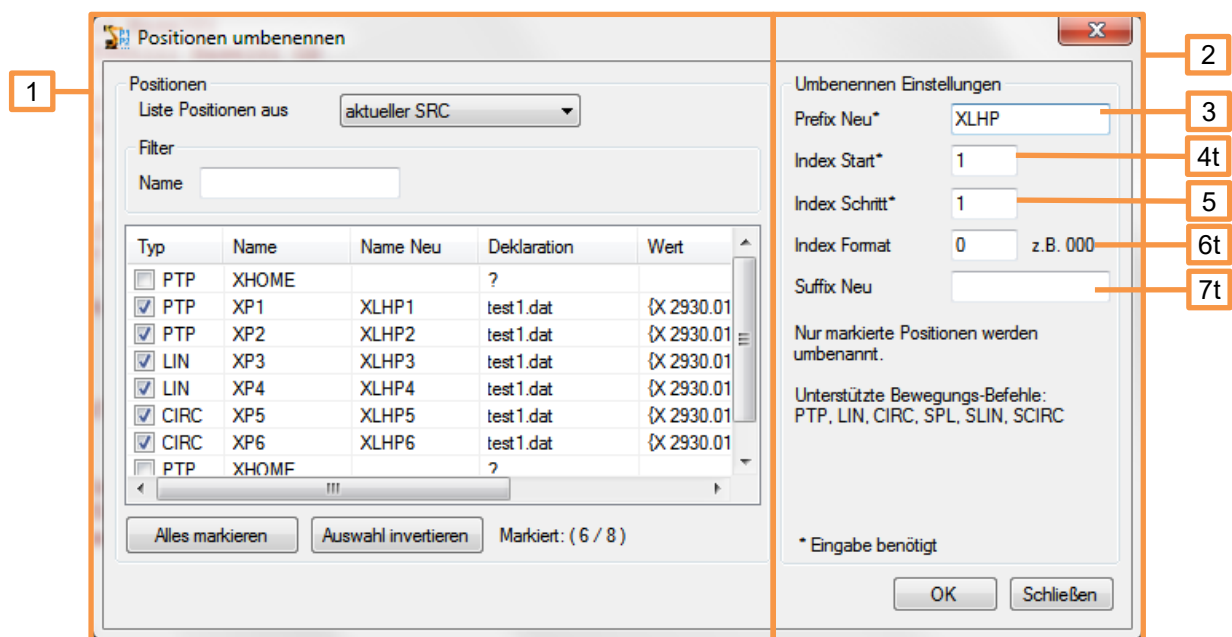 Positionen umbenennen
1
2
Positionen
Liste Positionen aus aktueller SRC
Filter
Name
Typ Name Name Neu Deklaration Wert
PTP XHOME ?
PTP XP1 XLHP1 test1.dat {X 2930.01
PTP XP2 XLHP2 test1.dat {X 2930.01
LIN XP3 XLHP3 test1.dat {X 2930.01
LIN XP4 XLHP4 test1.dat {X 2930.01
CIRC XP5 XLHP5 test1.dat {X 2930.01
CIRC XP6 XLHP6 test1.dat {X 2930.01
PTP XHOME ?
Alles markieren Auswahl invertieren Markiert: ( 6 / 8 )
Umbenennen Einstellungen
Prefix Neu* XLHP 3
Index Start* 1 4t
Index Schritt* 1 5
Index Format 0 z.B. 000 6t
Suffix Neu 7t
Nur markierte Positionen werden
umbenannt.
Unterstützte Bewegungs-Befehle:
PTP, LIN, CIRC, SPL, SLIN, SCIRC
* Eingabe benötigt
OK Schließen